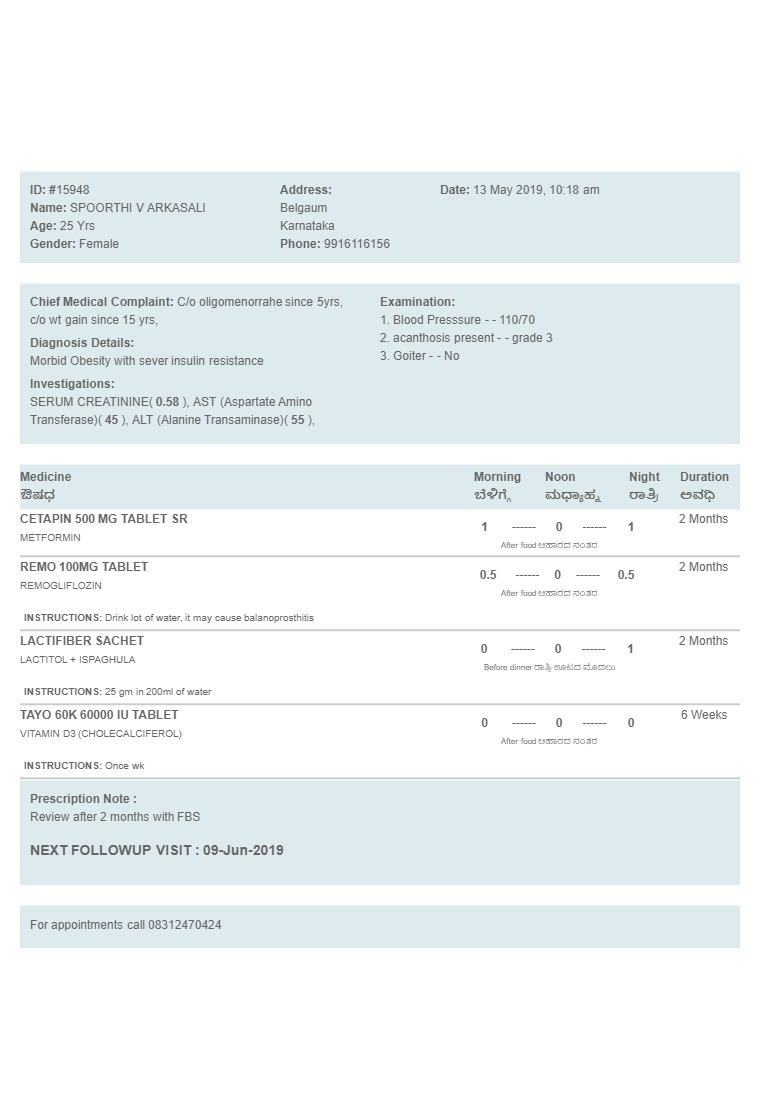 ID: #15948
Name: SPOORTHI V ARKASALI
Age: 25 Yrs
Gender: Female
Address:
Belgaum
Karnataka
Phone: 9916116156
Date: 13 May 2019, 10:18 am
Chief Medical Complaint: C/o oligomenorrahe since 5yrs,
c/o wt gain since 15 yrs,
Diagnosis Details:
Morbid Obesity with sever insulin resistance
Investigations:
SERUM CREATININE( 0.58 ), AST (Aspartate Amino
Transferase)( 45 ), ALT (Alanine Transaminase)( 55 ),
Examination:
1. Blood Presssure - - 110/70
2. acanthosis present - - grade 3
3. Goiter - - No
Medicine Morning Noon Night Duration
ಔಷಧ ಬೆಳಿಗ್ಗೆ ಮಧ್ಯಾಹ್ನ ರಾತ್ರಿ ಅವಧಿ
CETAPIN 500 MG TABLET SR 1 ------ 0 ------ 1 2 Months
METFORMIN After food ಆಹಾರದ ನಂತರ
REMO 100MG TABLET 0.5 ------ 0 ------ 0.5 2 Months
REMOGLIFLOZIN After food ಆಹಾರದ ನಂತರ
INSTRUCTIONS: Drink lot of water, it may cause balanoprosthitis
LACTIFIBER SACHET 0 ------ 0 ------ 1 2 Months
LACTITOL + ISPAGHULA Before dinner ರಾತ್ರಿ ಊಟದ ಮೊದಲು
INSTRUCTIONS: 25 gm in 200ml of water
TAYO 60K 60000 IU TABLET 0 ------ 0 ------ 0 6 Weeks
VITAMIN D3 (CHOLECALCIFEROL) After food ಆಹಾರದ ನಂತರ
INSTRUCTIONS: Once wk
Prescription Note :
Review after 2 months with FBS
NEXT FOLLOWUP VISIT : 09-Jun-2019
For appointments call 08312470424